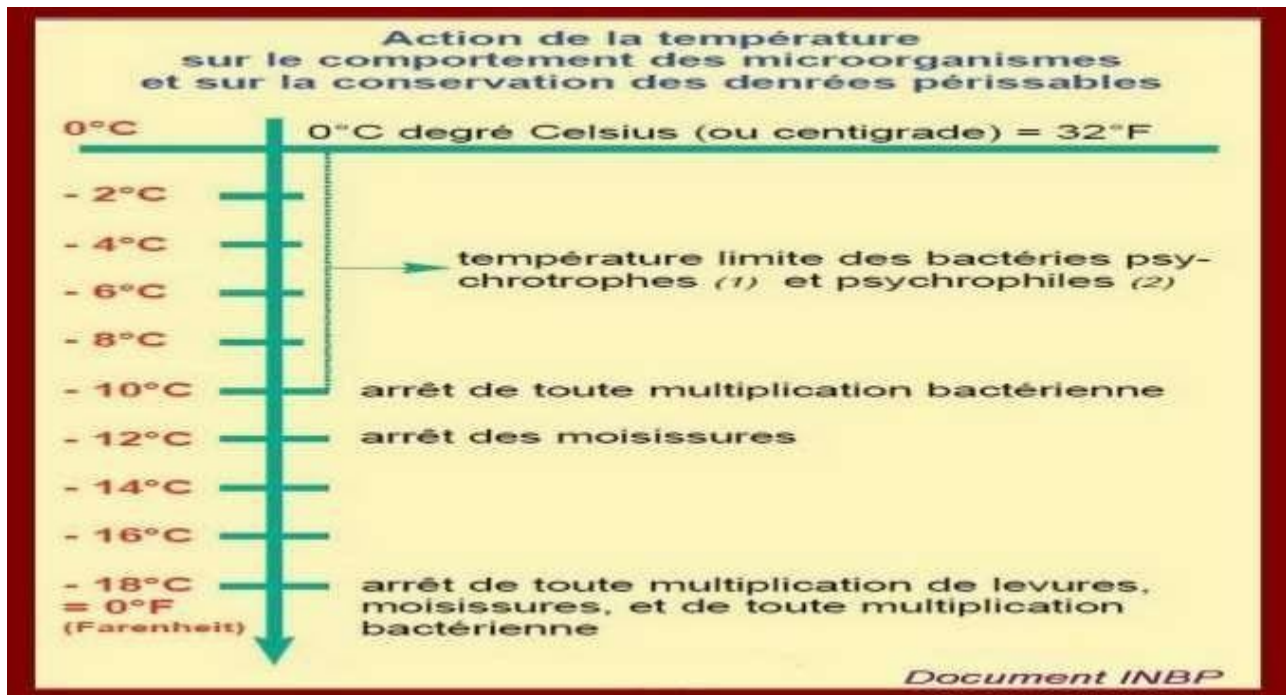 Action de la température
sur le comportement des microorganismes
et sur la conservation des denrées périssables
0°C
0°C degré Celsius (ou centigrade) = 32°F
- 2°C
- 4°C
température limite des bactéries psy-
chrotrophes (1) et psychrophiles (2)
- 6°C
- 8°C
- 10°C
arrêt de toute multiplication bactérienne
- 12°C
arrêt des moisissures
- 14°C
- 16°C
- 18°C
= 0°F
(Farenheit)
arrêt de toute multiplication de levures,
moisissures, et de toute multiplication
bactérienne
Document INBP